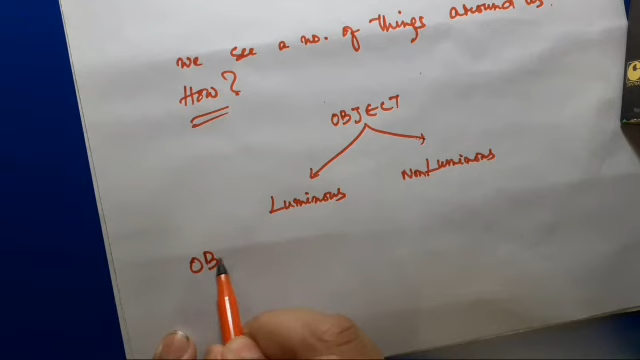 we see a no. of things around us.
How?
OBJECT
Luminous NonLuminous
OB